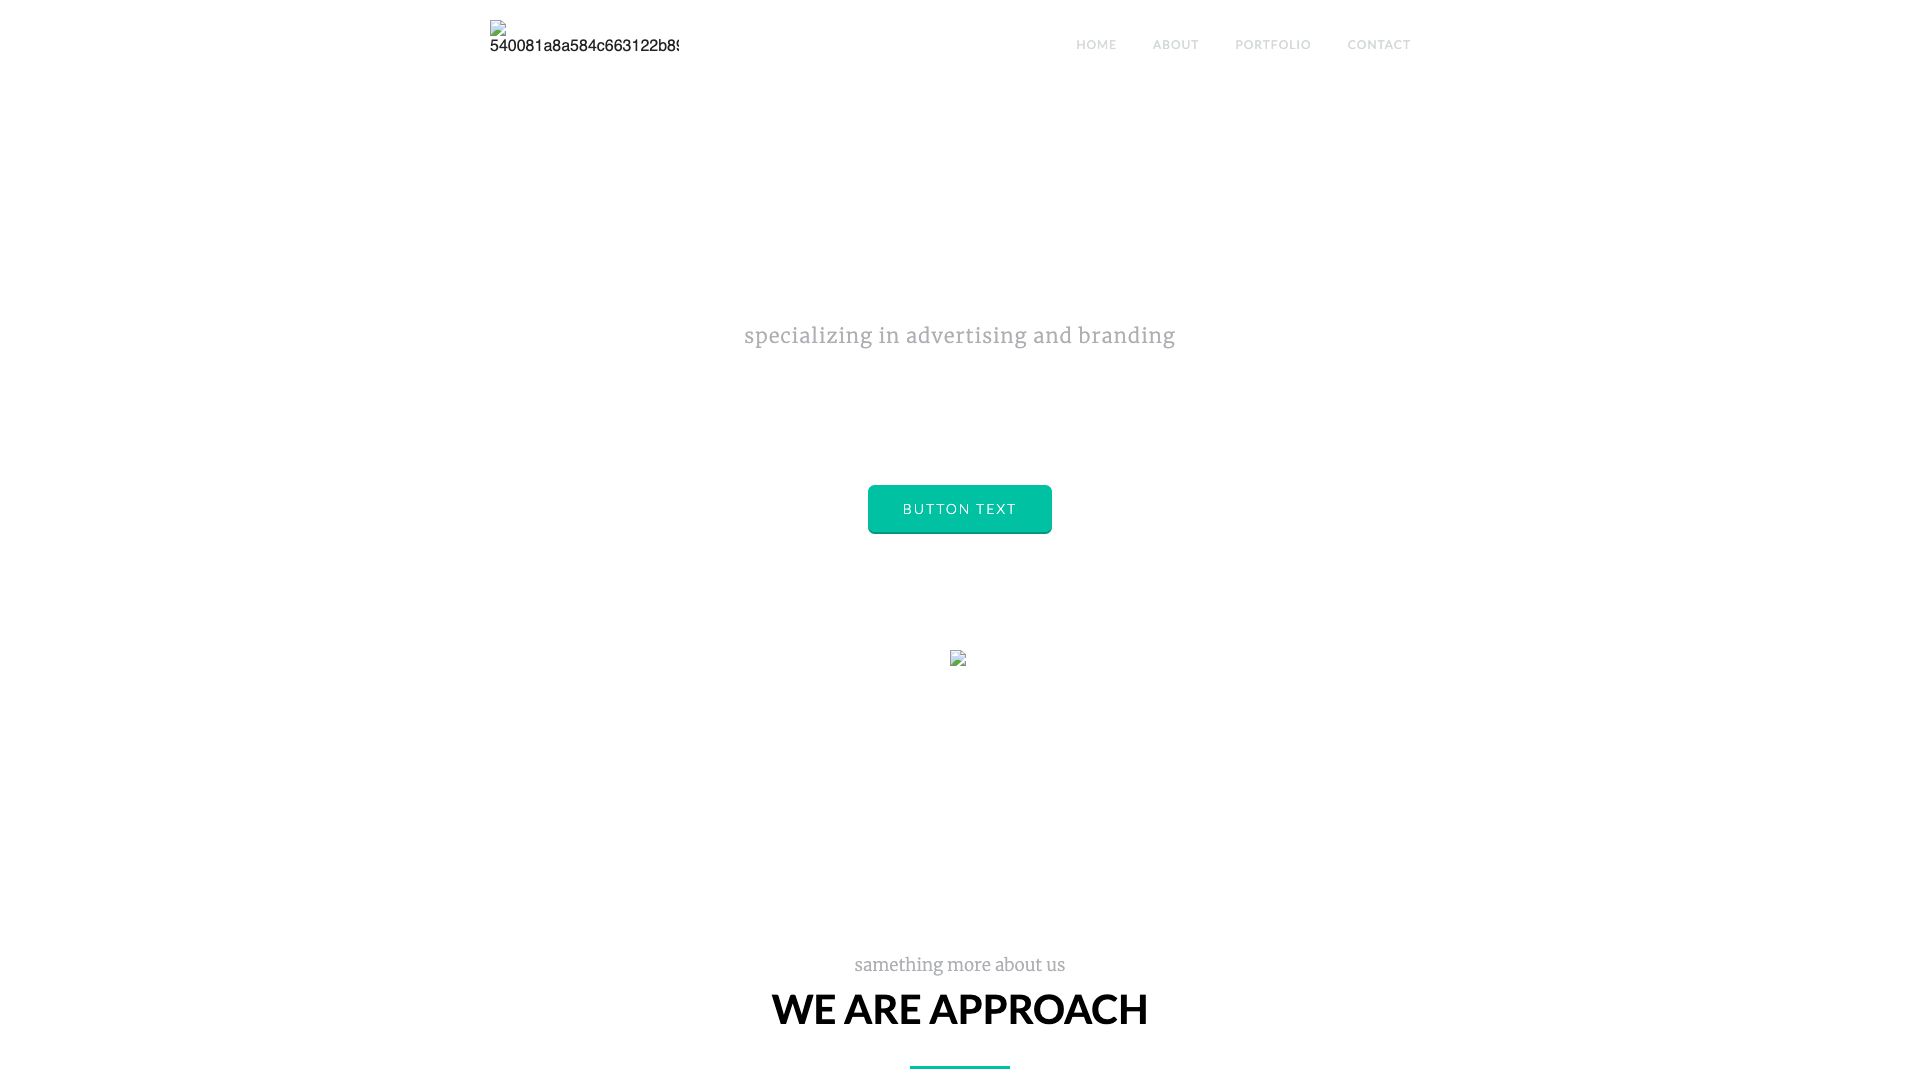 540081a8a584c663122b8
HOME ABOUT PORTFOLIO CONTACT
specializing in advertising and branding
BUTTON TEXT
samething more about us
WE ARE APPROACH